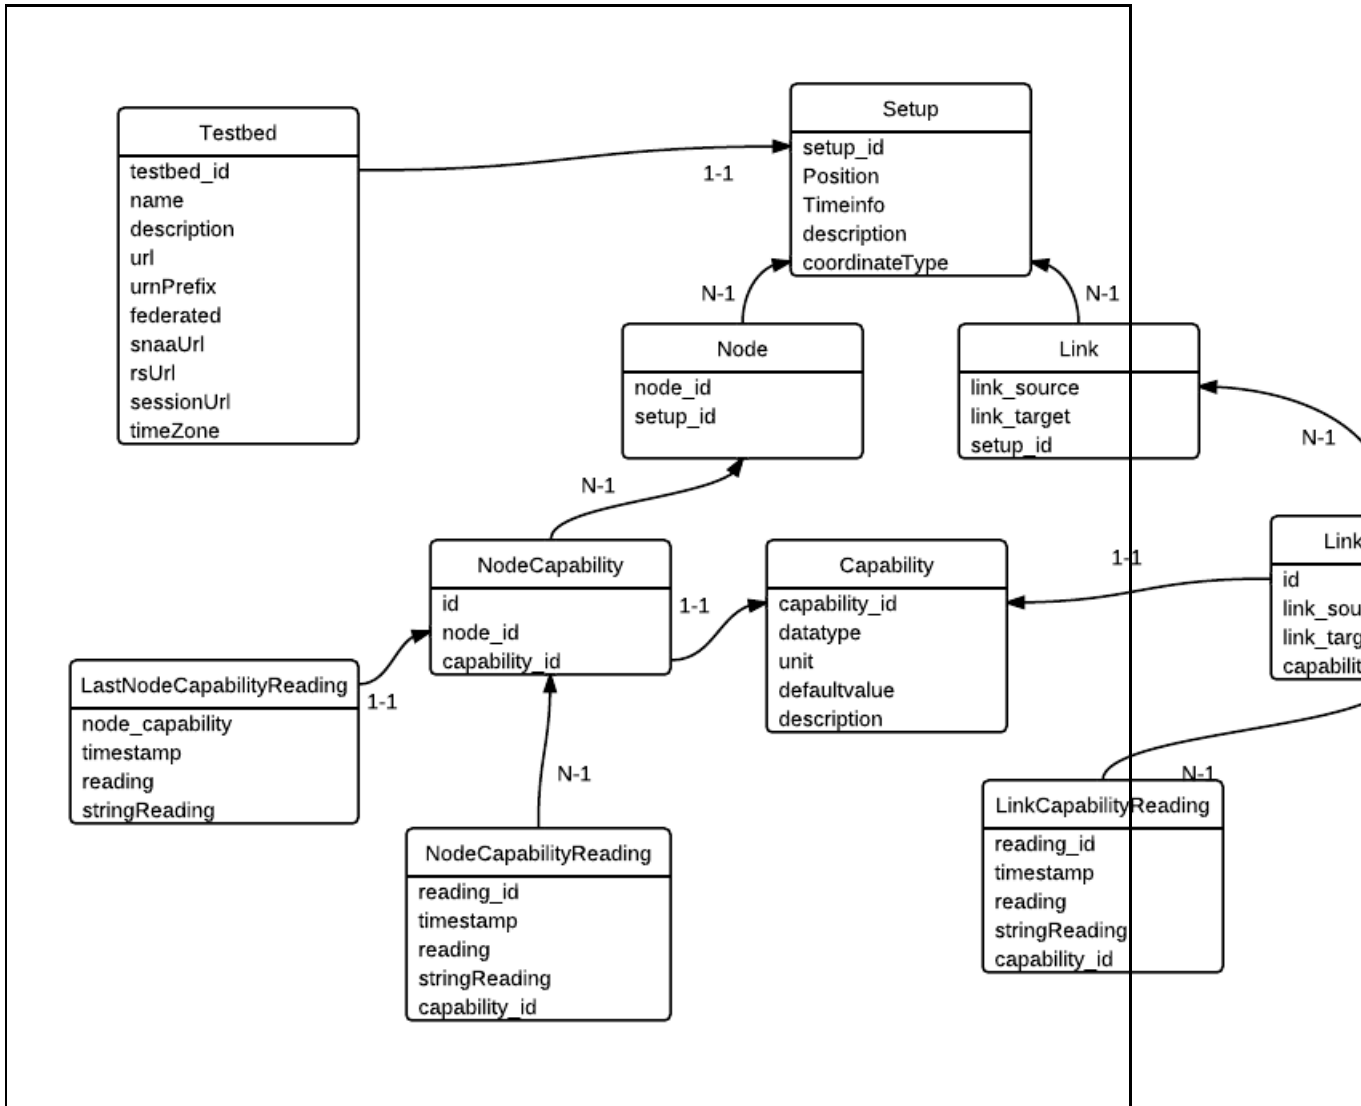 Testbed
testbed_id
name
description
url
urnPrefix
federated
snaaUrl
rsUrl
sessionUrl
timeZone
1-1
Setup
setup_id
Position
Timeinfo
description
coordinateType
N-1
N-1
Node
node_id
setup_id
Link
link_source
link_target
setup_id
N-1
N-1
NodeCapability
id
node_id
capability_id
1-1
Capability
capability_id
datatype
unit
defaultvalue
description
1-1
Link
id
link_sou
link_targ
capabilit
LastNodeCapabilityReading
node_capability
timestamp
reading
stringReading
1-1
N-1
NodeCapabilityReading
reading_id
timestamp
reading
stringReading
capability_id
N-1
LinkCapabilityReading
reading_id
timestamp
reading
stringReading
capability_id